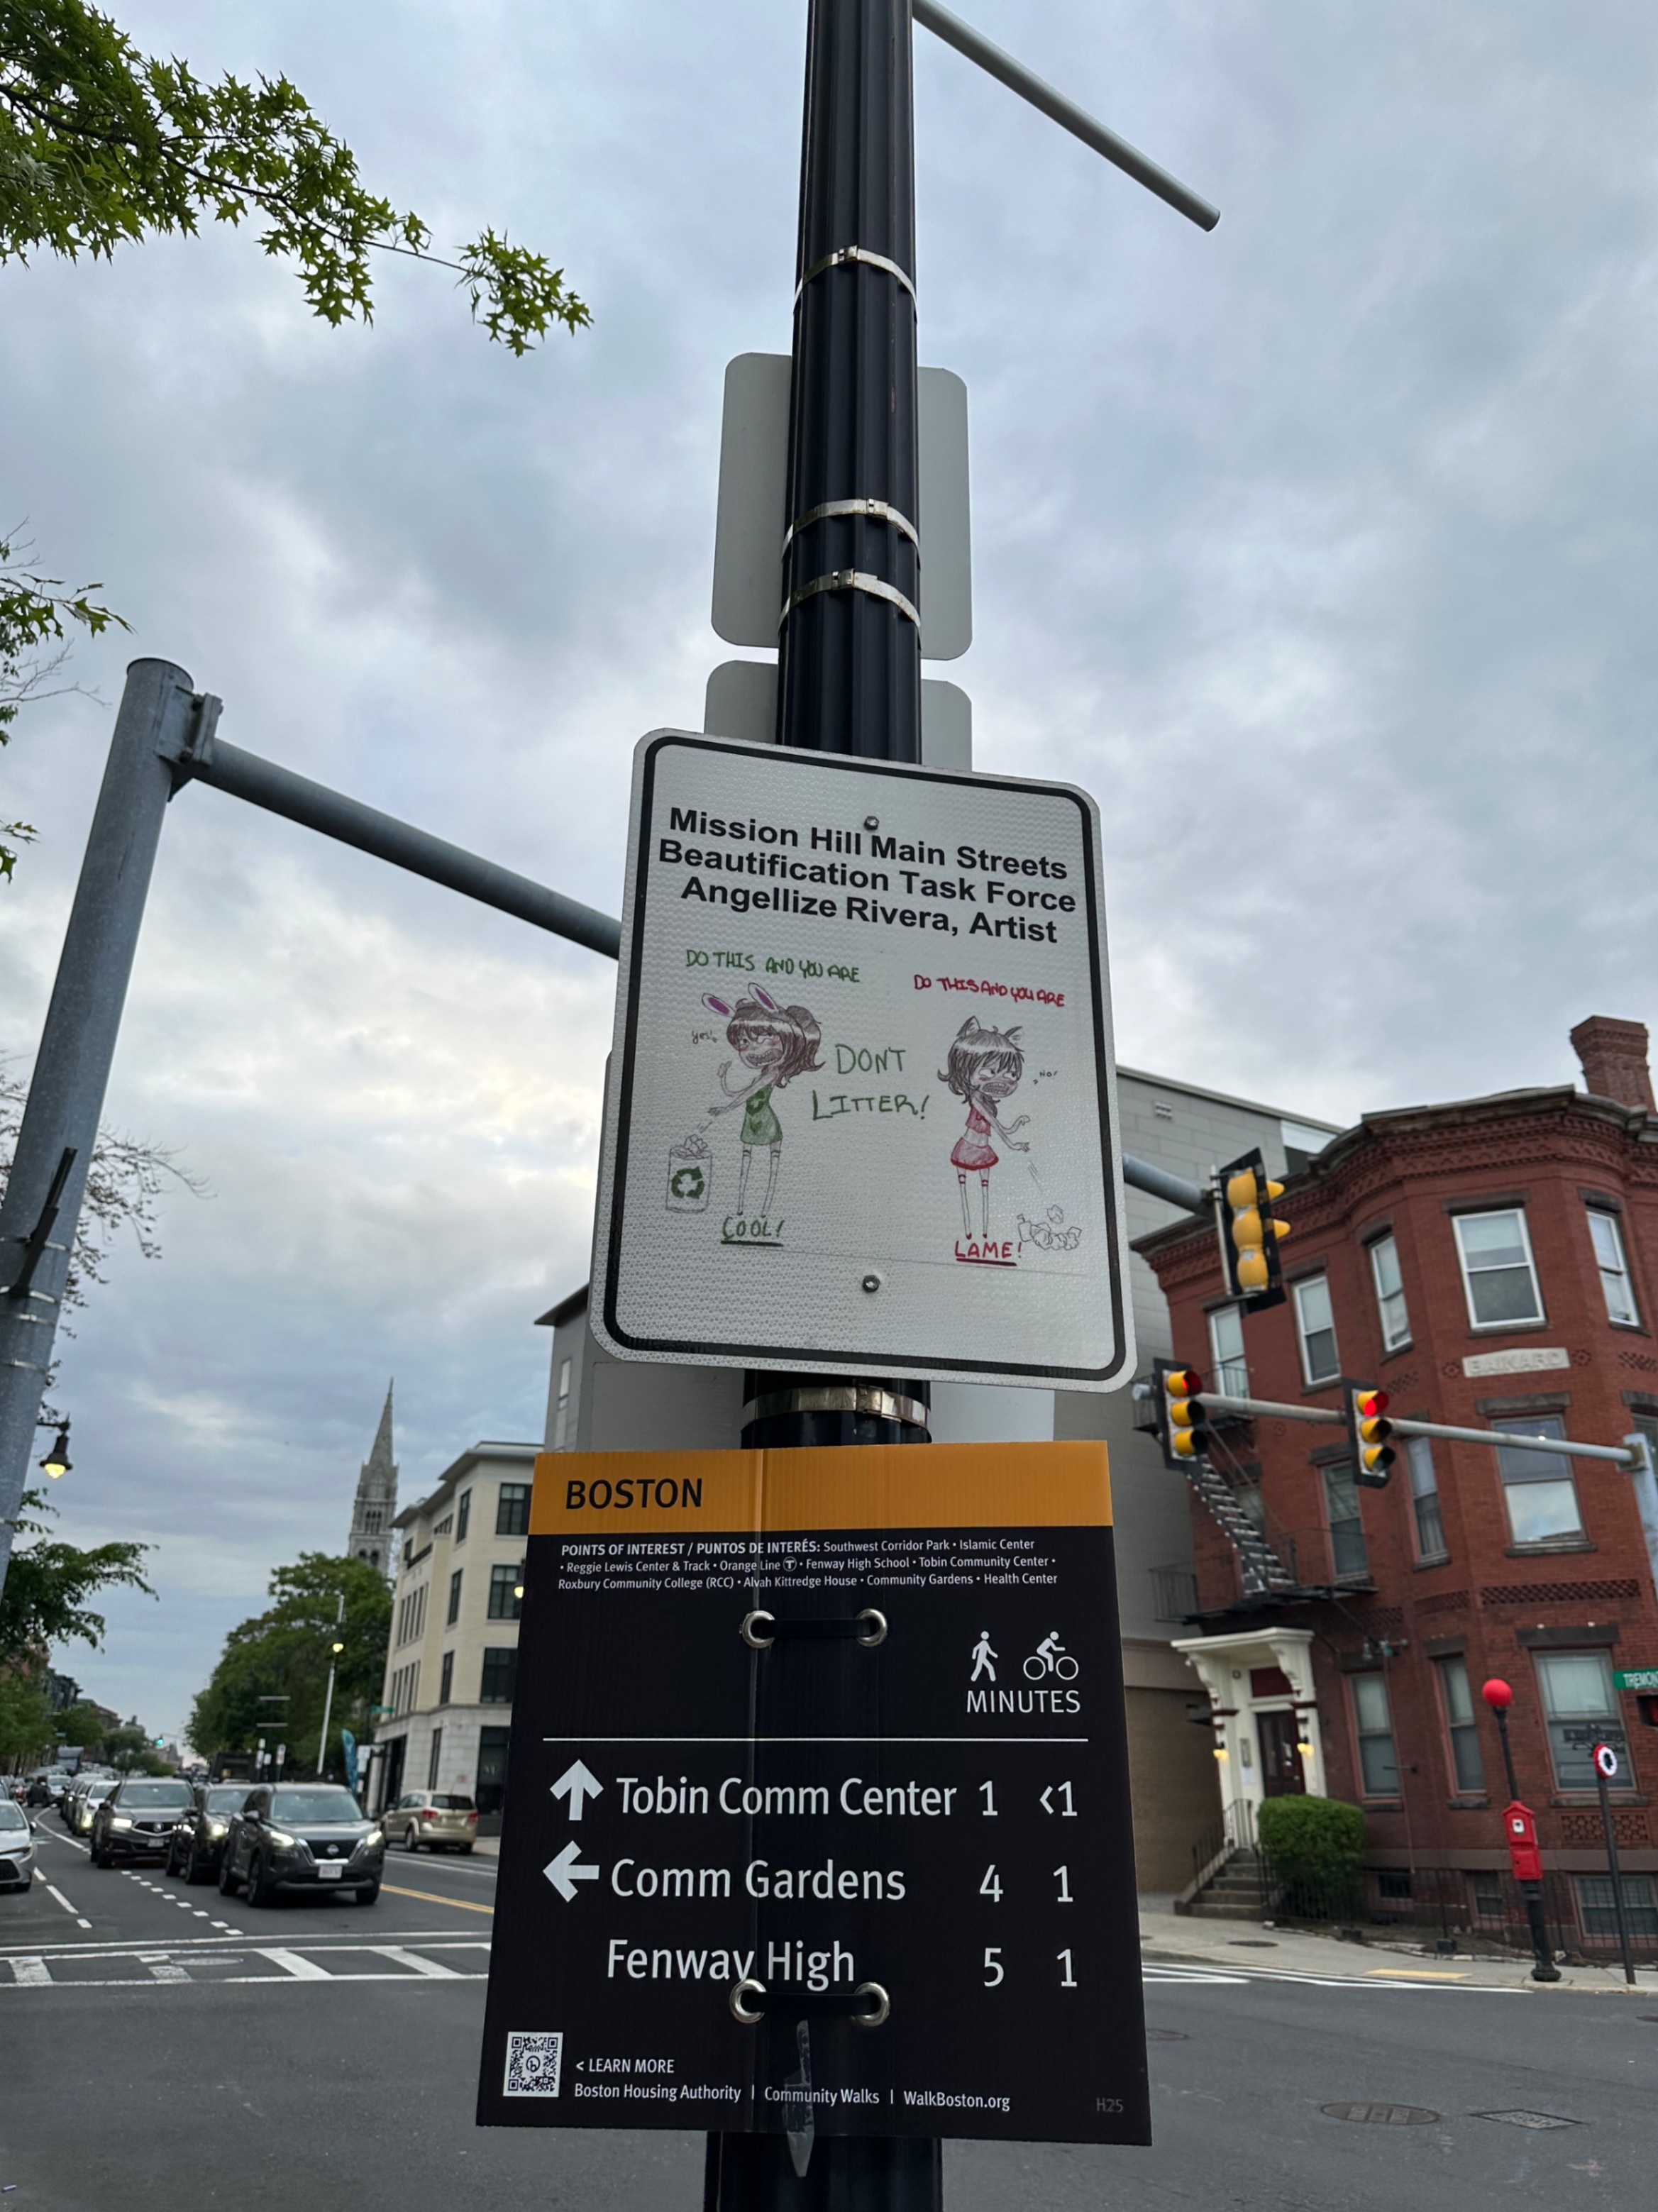 Mission Hill Main Streets
Beautification Task Force
Angellize Rivera, Artist
DO THIS AND YOU ARE
DO THIS AND YOU ARE
yes!
DON'T
LITTER!
NO!
COOL!
LAME!
BOSTON
POINTS OF INTEREST / PUNTOS DE INTERÉS: Southwest Corridor Park • Islamic Center
• Reggie Lewis Center & Track • Orange Line T • Fenway High School • Tobin Community Center •
Roxbury Community College (RCC) • Alvah Kittredge House • Community Gardens • Health Center
MINUTES
↑ Tobin Comm Center 1 <1
← Comm Gardens 4 1
Fenway High 5 1
< LEARN MORE
Boston Housing Authority | Community Walks | WalkBoston.org
H25
BAINARD